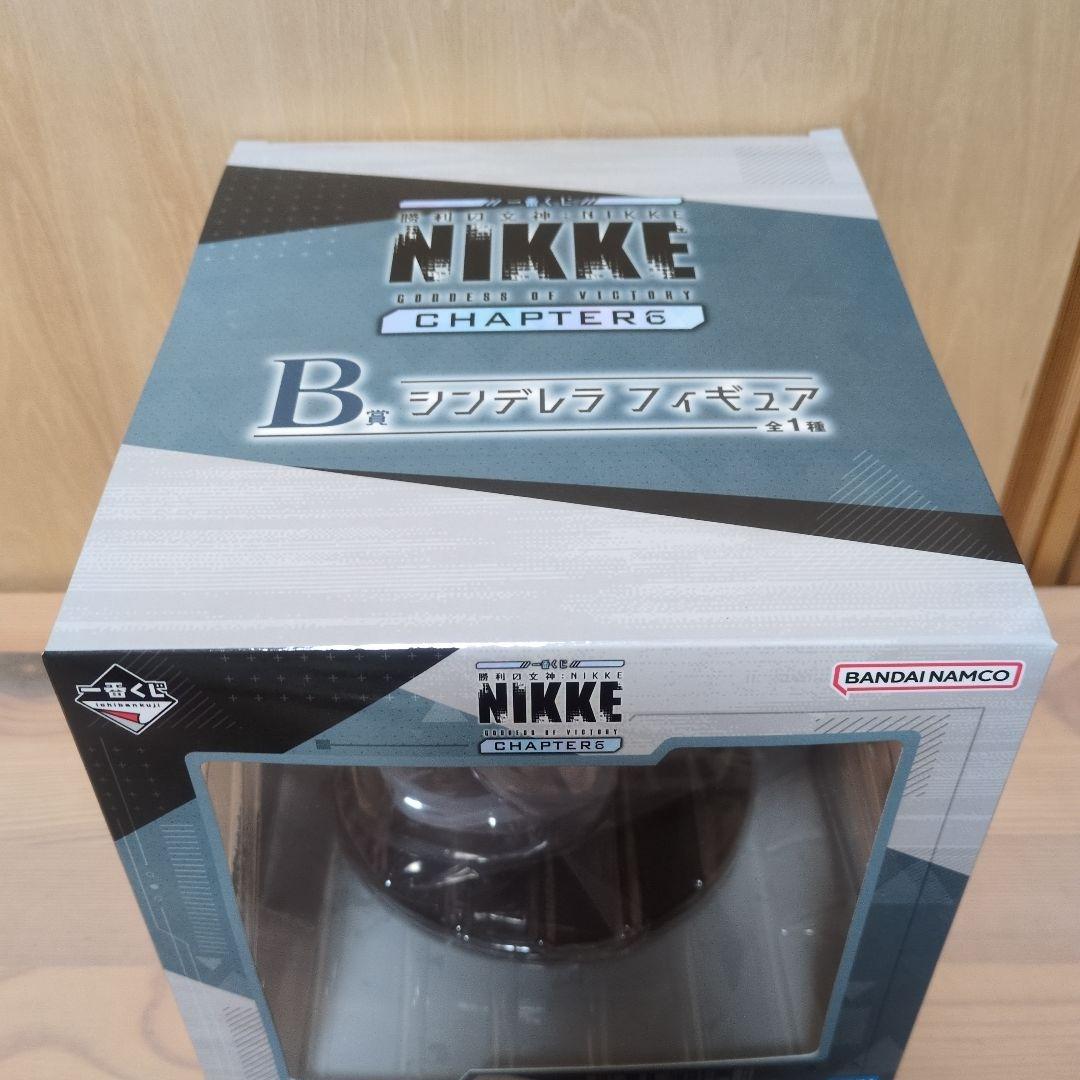 一番くじ
勝利の女神:NIKKE
NIKKE
GODDESS OF VICTORY
CHAPTER6
B賞 シンデレラ フィギュア
全1種
一番くじ
ichibankuji
一番くじ
勝利の女神:NIKKE
NIKKE
GODDESS OF VICTORY
CHAPTER6
BANDAI NAMCO